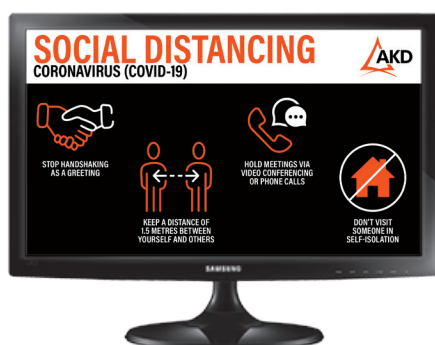 SOCIAL DISTANCING
CORONAVIRUS (COVID-19)
AKD
STOP HANDSHAKING
AS A GREETING
KEEP A DISTANCE OF
1.5 METRES BETWEEN
YOURSELF AND OTHERS
HOLD MEETINGS VIA
VIDEO CONFERENCING
OR PHONE CALLS
DON'T VISIT
SOMEONE IN
SELF-ISOLATION
SAMSUNG